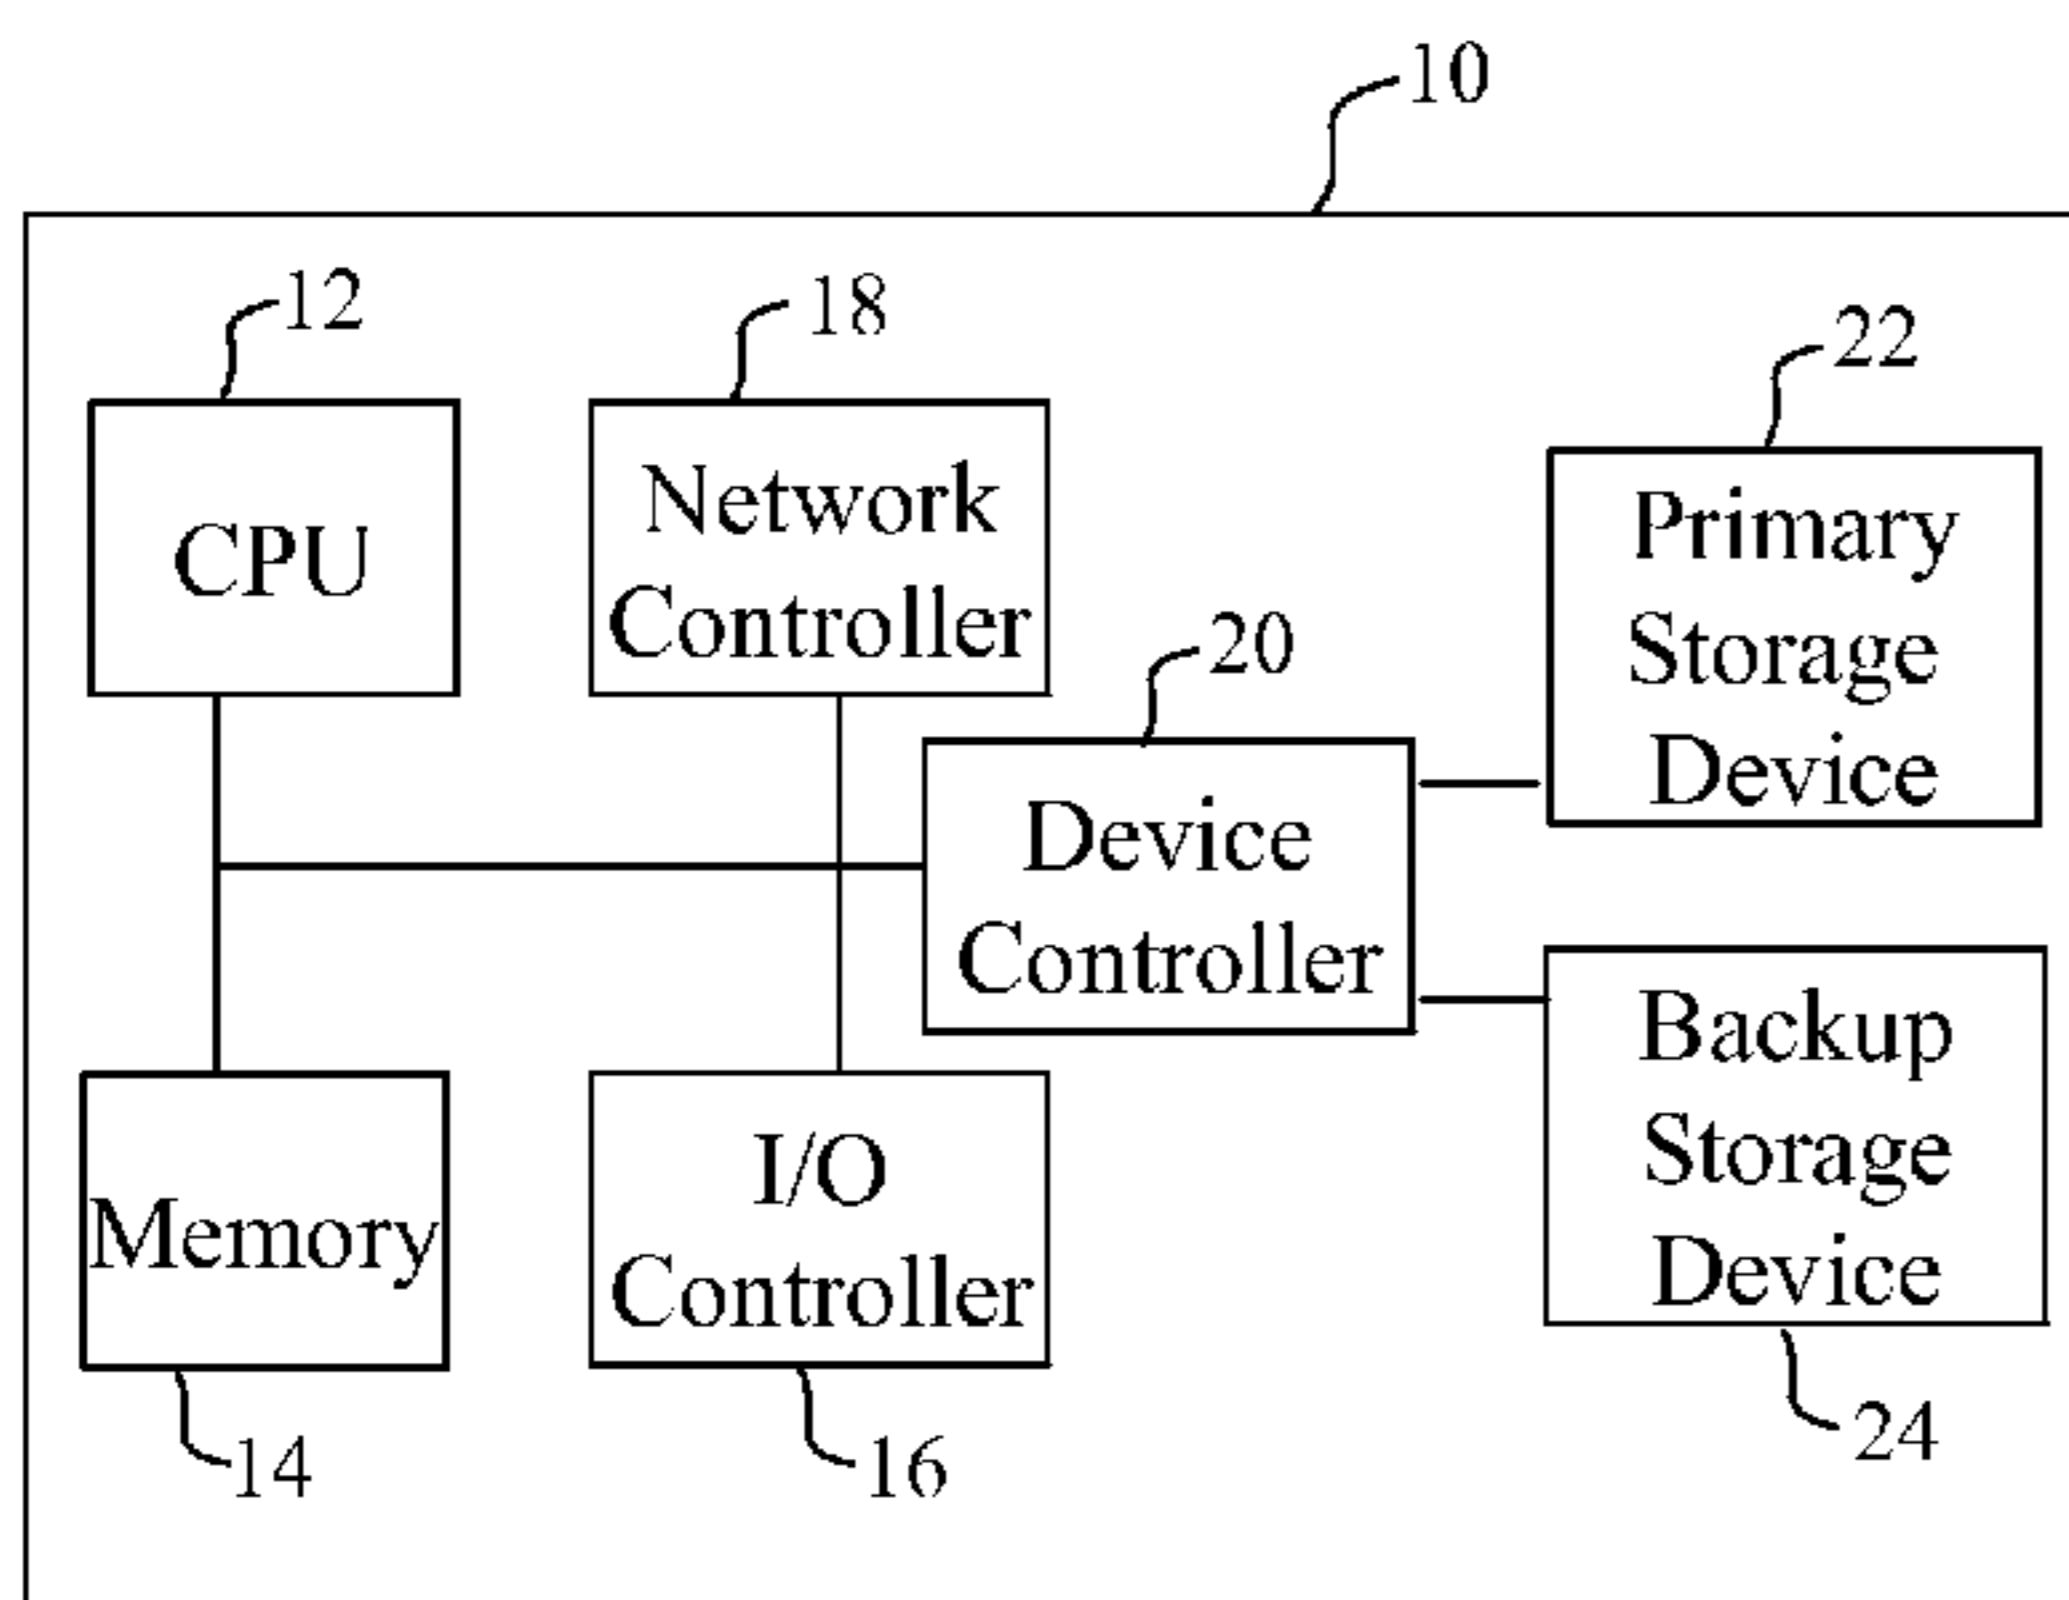 10
12
18
22
CPU
Network
Controller
Primary
Storage
Device
20
Device
Controller
Memory
I/O
Controller
Backup
Storage
Device
14
16
24